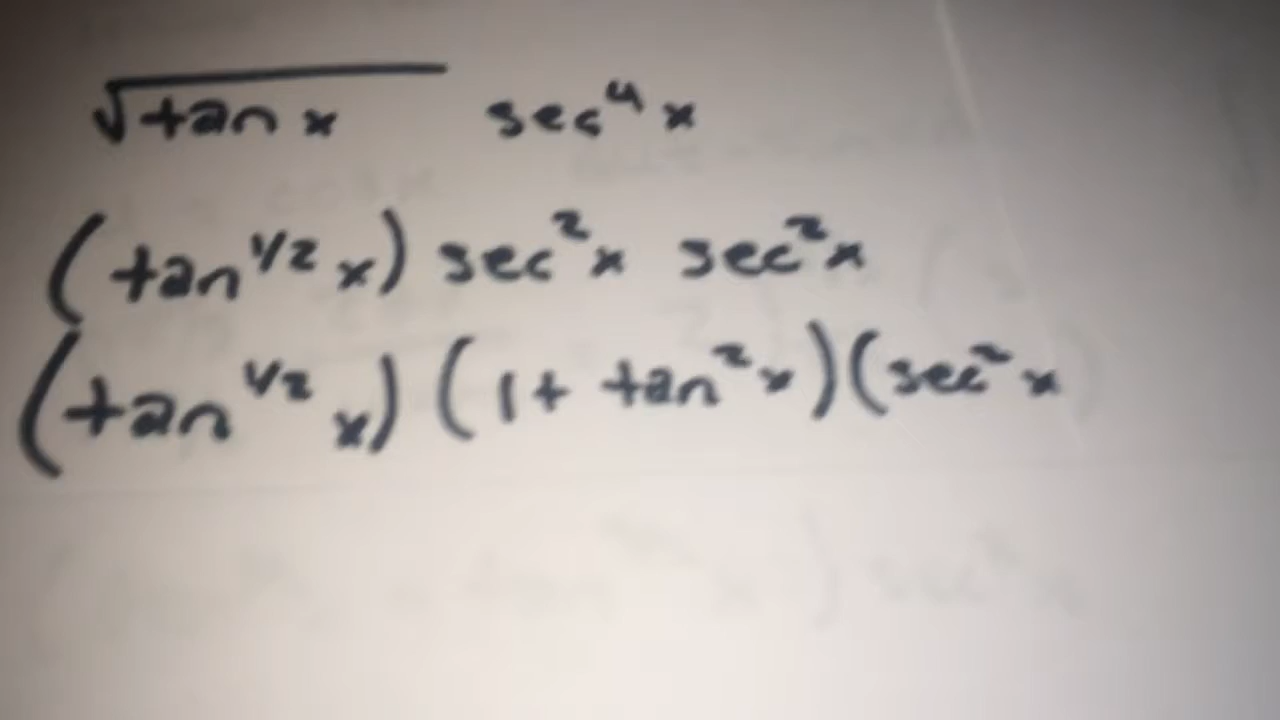 √tan x sec⁴ x
(tan^1/2 x) sec² x sec² x
(tan^1/2 x) (1 + tan² x)(sec² x